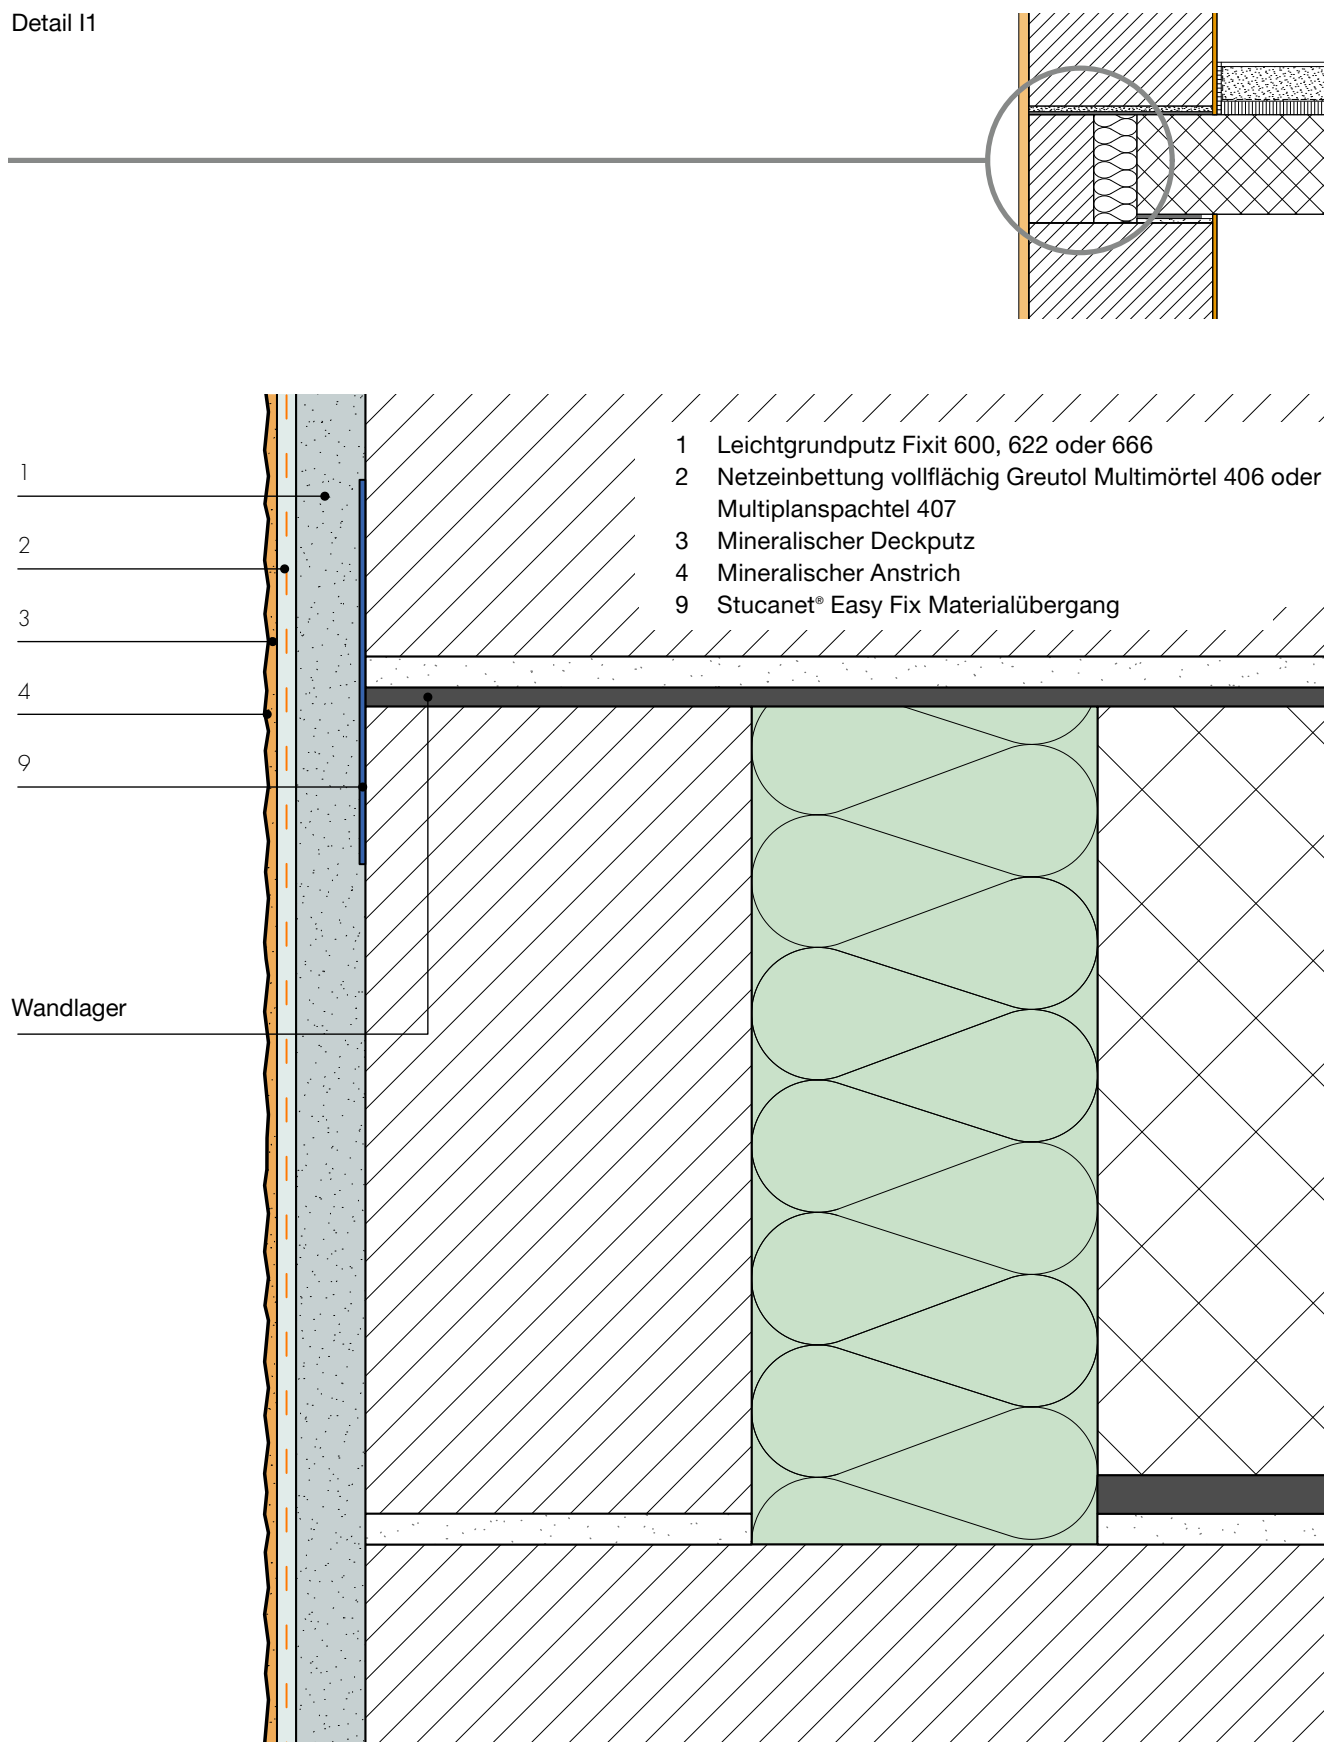 Detail I1
1 Leichtgrundputz Fixit 600, 622 oder 666
2 Netzeinbettung vollflächig Greutol Multimörtel 406 oder
Multiplanspachtel 407
3 Mineralischer Deckputz
4 Mineralischer Anstrich
9 Stucanet® Easy Fix Materialübergang
1
2
3
4
9
Wandlager